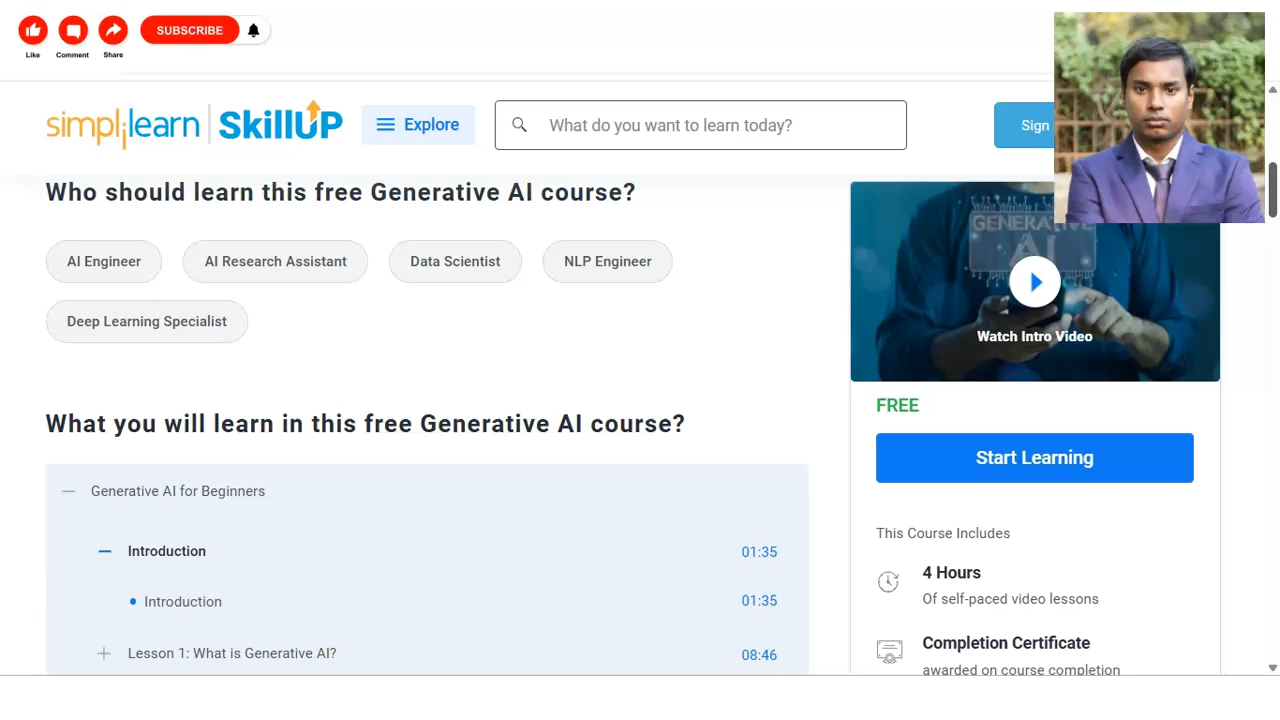 SUBSCRIBE
Like Comment Share
simplilearn SkillUP
Explore
What do you want to learn today?
Sign
Who should learn this free Generative AI course?
AI Engineer
AI Research Assistant
Data Scientist
NLP Engineer
Deep Learning Specialist
GENERATIVE
AI
Watch Intro Video
FREE
Start Learning
This Course Includes
4 Hours
Of self-paced video lessons
Completion Certificate
awarded on course completion
What you will learn in this free Generative AI course?
Generative AI for Beginners
Introduction 01:35
Introduction 01:35
Lesson 1: What is Generative AI? 08:46